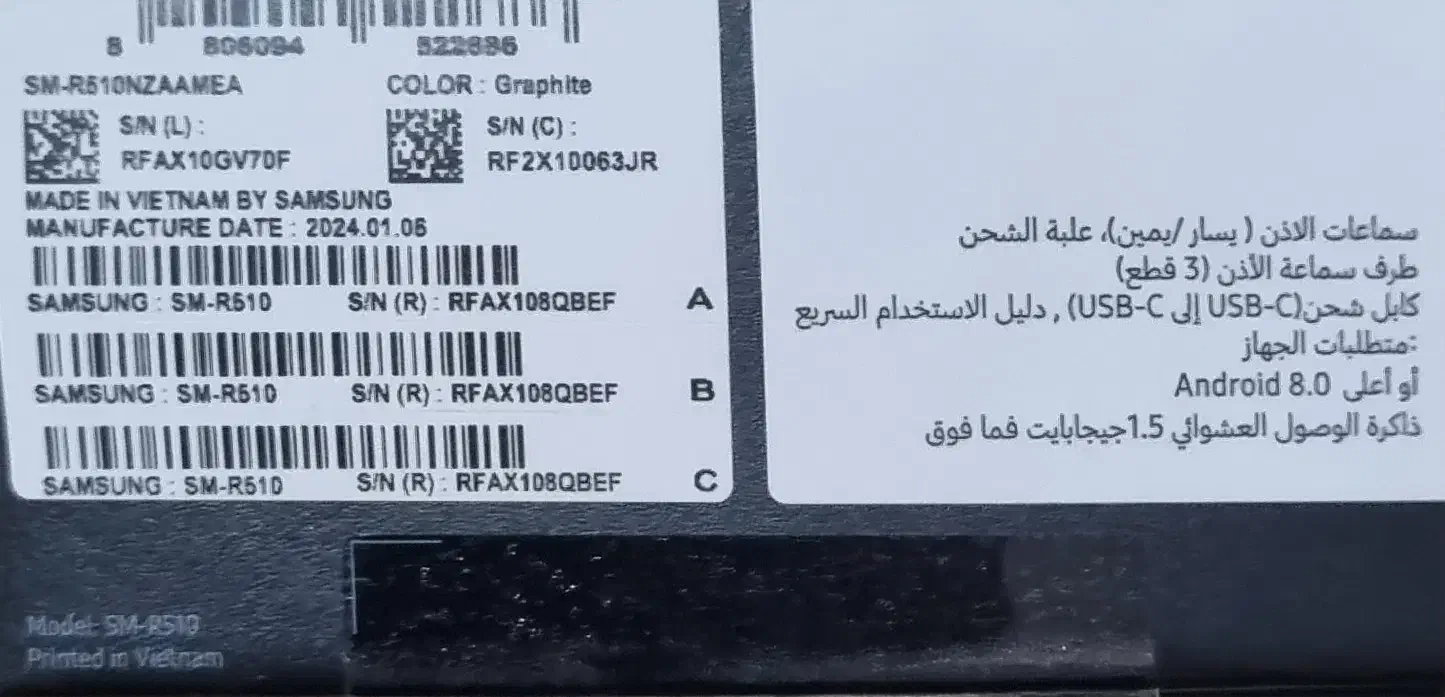 8 806094 522686
SM-R510NZAAMEA COLOR : Graphite
S/N (L) : S/N (C) :
RFAX10GV70F RF2X10063JR
MADE IN VIETNAM BY SAMSUNG
MANUFACTURE DATE : 2024.01.06
SAMSUNG : SM-R510 S/N (R) : RFAX108QBEF A
SAMSUNG : SM-R510 S/N (R) : RFAX108QBEF B
SAMSUNG : SM-R510 S/N (R) : RFAX108QBEF C
سماعات الاذن ( يسار /يمين)، علبة الشحن
طرف سماعة الأذن (3 قطع)
كابل شحن(USB-C إلى USB-C) , دليل الاستخدام السريع
:متطلبات الجهاز
أو أعلى Android 8.0
ذاكرة الوصول العشوائي 1.5جيجابايت فما فوق
Model: SM-R510
Printed in Vietnam